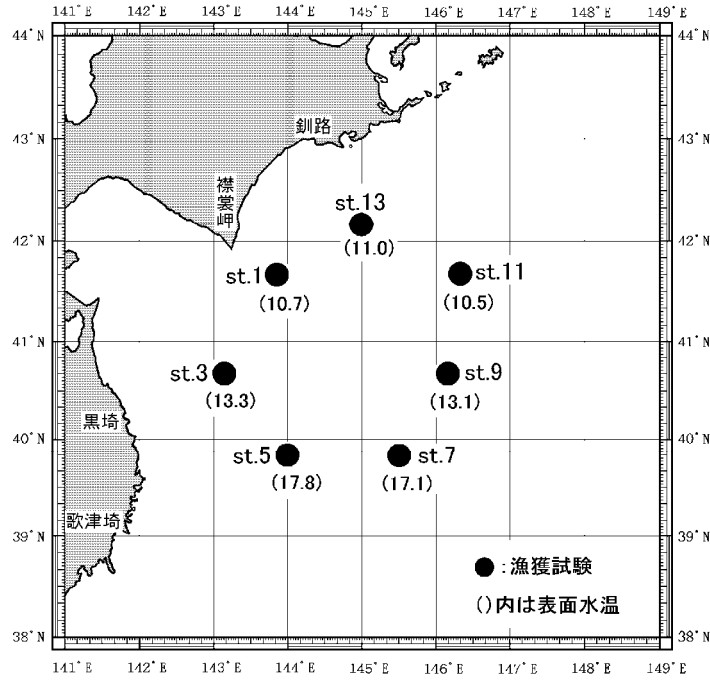 141°E 142°E 143°E 144°E 145°E 146°E 147°E 148°E 149°E
44°N 44°N
43°N 釧路 43°N
襟裳岬
st.13
42°N (11.0) 42°N
st.1 st.11
(10.7) (10.5)
41°N 41°N
st.3 st.9
(13.3) (13.1)
黒埼
40°N 40°N
st.5 st.7
(17.8) (17.1)
歌津埼
39°N 39°N
:漁獲試験
()内は表面水温
38°N 38°N
141°E 142°E 143°E 144°E 145°E 146°E 147°E 148°E 149°E